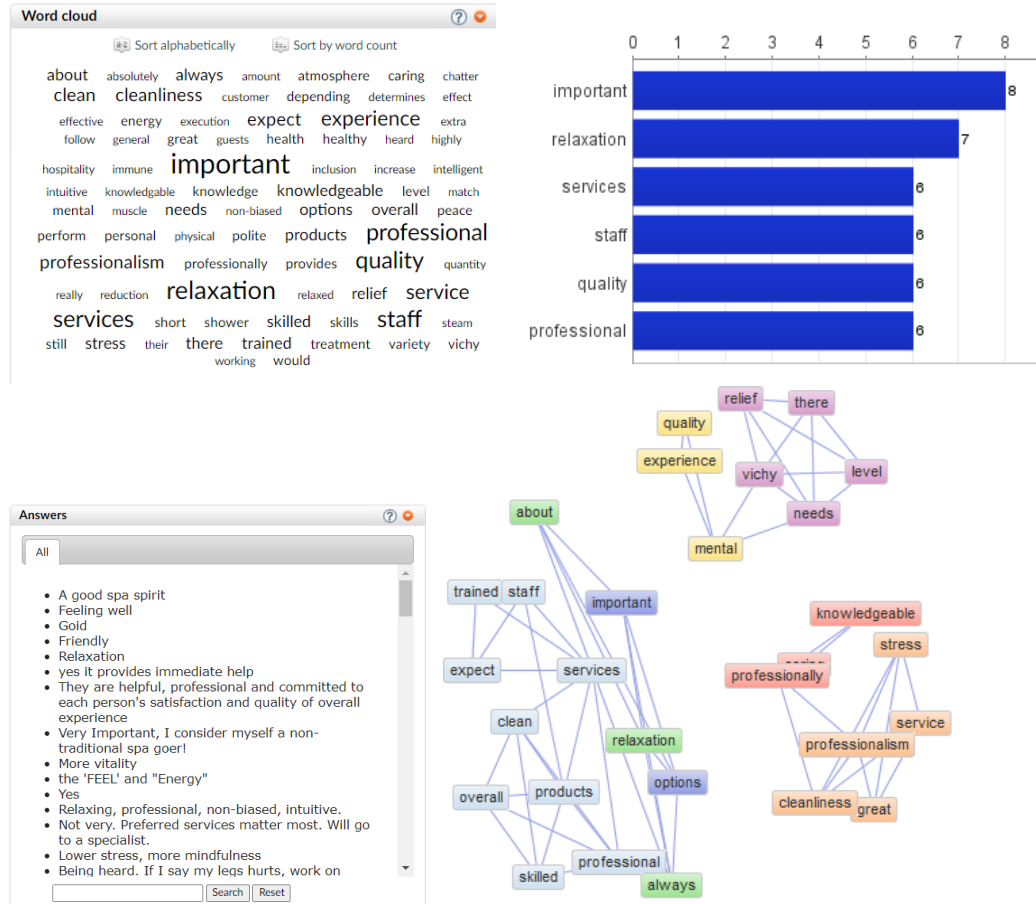 Word cloud
Sort alphabetically Sort by word count
about absolutely always amount atmosphere caring chatter
clean cleanliness customer depending determines effect
effective energy execution expect experience extra
follow general great guests health healthy heard highly
hospitality immune important inclusion increase intelligent
intuitive knowledgable knowledge knowledgeable level match
mental muscle needs non-biased options overall peace
perform personal physical polite products professional
professionalism professionally provides quality quantity
really reduction relaxation relaxed relief service
services short shower skilled skills staff steam
still stress their there trained treatment variety vichy
working would
0 1 2 3 4 5 6 7 8
important 8
relaxation 7
services 6
staff 6
quality 6
professional 6
Answers
All
A good spa spirit
Feeling well
Goid
Friendly
Relaxation
yes it provides immediate help
They are helpful, professional and committed to
each person's satisfaction and quality of overall
experience
Very Important, I consider myself a non-
traditional spa goer!
More vitality
the 'FEEL' and "Energy"
Yes
Relaxing, professional, non-biased, intuitive.
Not very. Preferred services matter most. Will go
to a specialist.
Lower stress, more mindfulness
Being heard. If I say my legs hurts, work on
Search Reset
relief there
quality
experience
vichy level
needs
mental
about
trained staff
important
expect services
clean
relaxation
options
overall products
professional
skilled
always
knowledgeable
stress
professionally
service
professionalism
cleanliness great